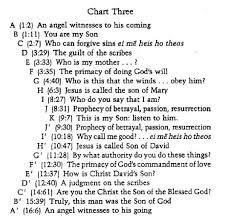 Chart Three
A (1:2) An angel witnesses to his coming
B (1:11) You are my Son
C (2:7) Who can forgive sins ei mē heis ho theos
D (3:29) The guilt of the scribes
E (3:33) Who is my mother . . . ?
F (3:35) The primacy of doing God's will
G (4:40) Who is this that the winds . . . obey him?
H (6:3) Jesus is called the son of Mary
I (8:27) Who do you say that I am?
J (8:31) Prophecy of betrayal, passion, resurrection
K (9:7) This is my Son: listen to him.
J' (9:30) Prophecy of betrayal, passion, resurrection
I' (10:18) Why call me good? . . . ei mē heis ho theos
H' (10:47) Jesus is called Son of David
G' (11:28) By what authority do you do these things?
F' (12:30) The primacy of God's commandment of love
E' (12:37) How is Christ David's Son?
D' (12:40) A judgment on the scribes
C' (14:61) Are you the Christ the Son of the Blessed God?
B' (15:39) Truly, this man was the Son of God
A' (16:6) An angel witnesses to his going